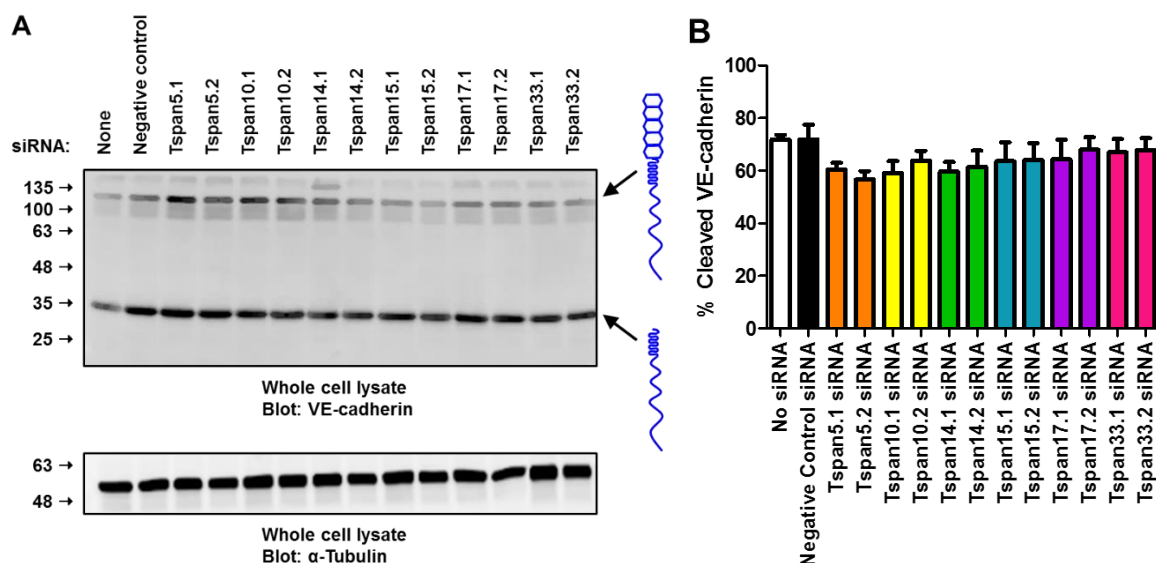 A
siRNA:
None
Negative control
Tspan5.1
Tspan5.2
Tspan10.1
Tspan10.2
Tspan14.1
Tspan14.2
Tspan15.1
Tspan15.2
Tspan17.1
Tspan17.2
Tspan33.1
Tspan33.2
135 →
100 →
63 →
48 →
35 →
25 →
Whole cell lysate
Blot: VE-cadherin
63 →
48 →
Whole cell lysate
Blot: α-Tubulin
B
% Cleaved VE-cadherin
100
80
60
40
20
0
No siRNA
Negative Control siRNA
Tspan5.1 siRNA
Tspan5.2 siRNA
Tspan10.1 siRNA
Tspan10.2 siRNA
Tspan14.1 siRNA
Tspan14.2 siRNA
Tspan15.1 siRNA
Tspan15.2 siRNA
Tspan17.1 siRNA
Tspan17.2 siRNA
Tspan33.1 siRNA
Tspan33.2 siRNA